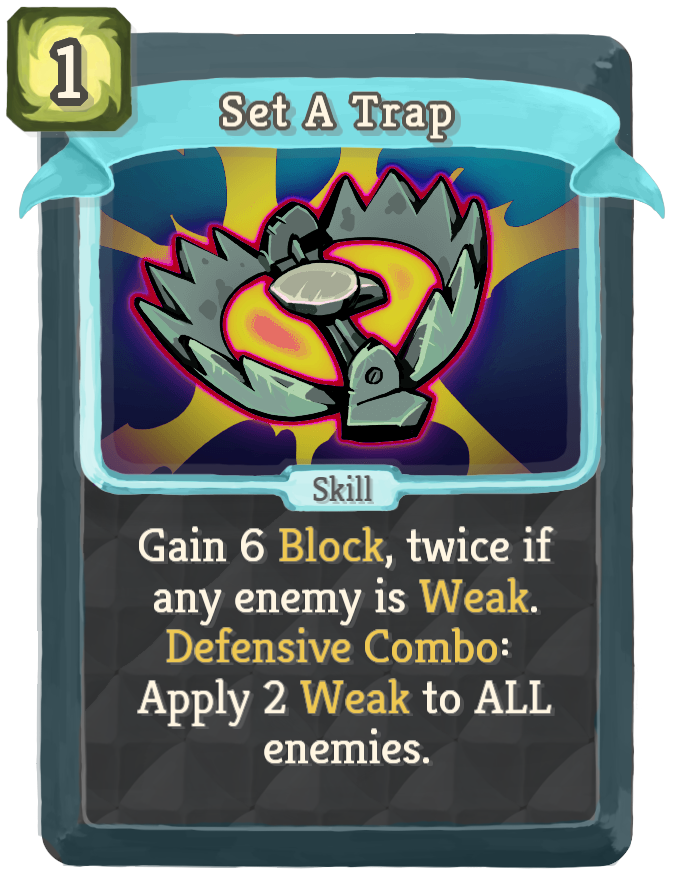 1
Set A Trap
Skill
Gain 6 Block, twice if
any enemy is Weak.
Defensive Combo:
Apply 2 Weak to ALL
enemies.